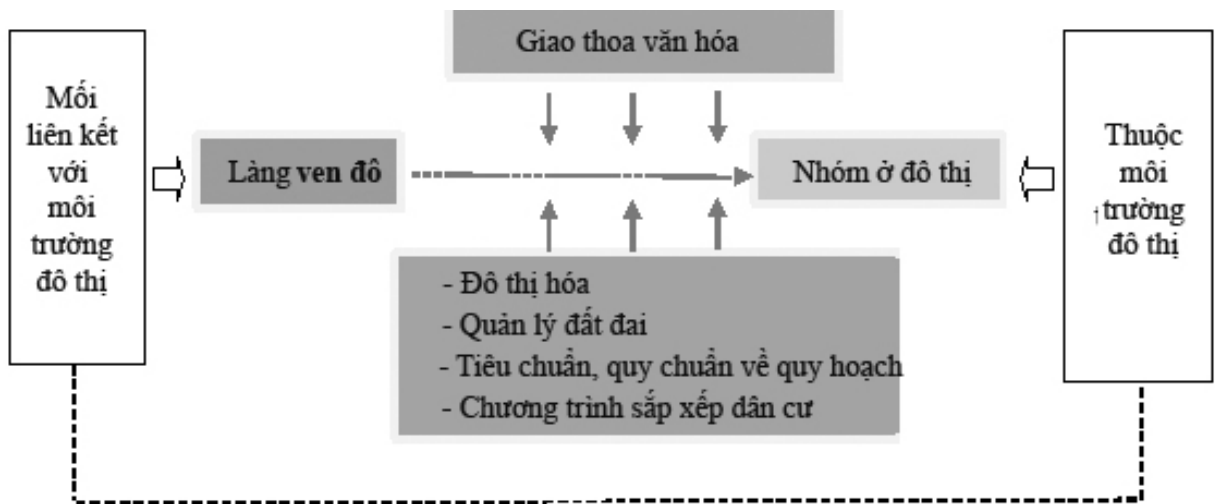 Giao thoa văn hóa
Mối
liên kết
với
môi
trường
đô thị
Làng ven đô
Nhóm ở đô thị
Thuộc
môi
trường
đô thị
- Đô thị hóa
- Quản lý đất đai
- Tiêu chuẩn, quy chuẩn về quy hoạch
- Chương trình sắp xếp dân cư